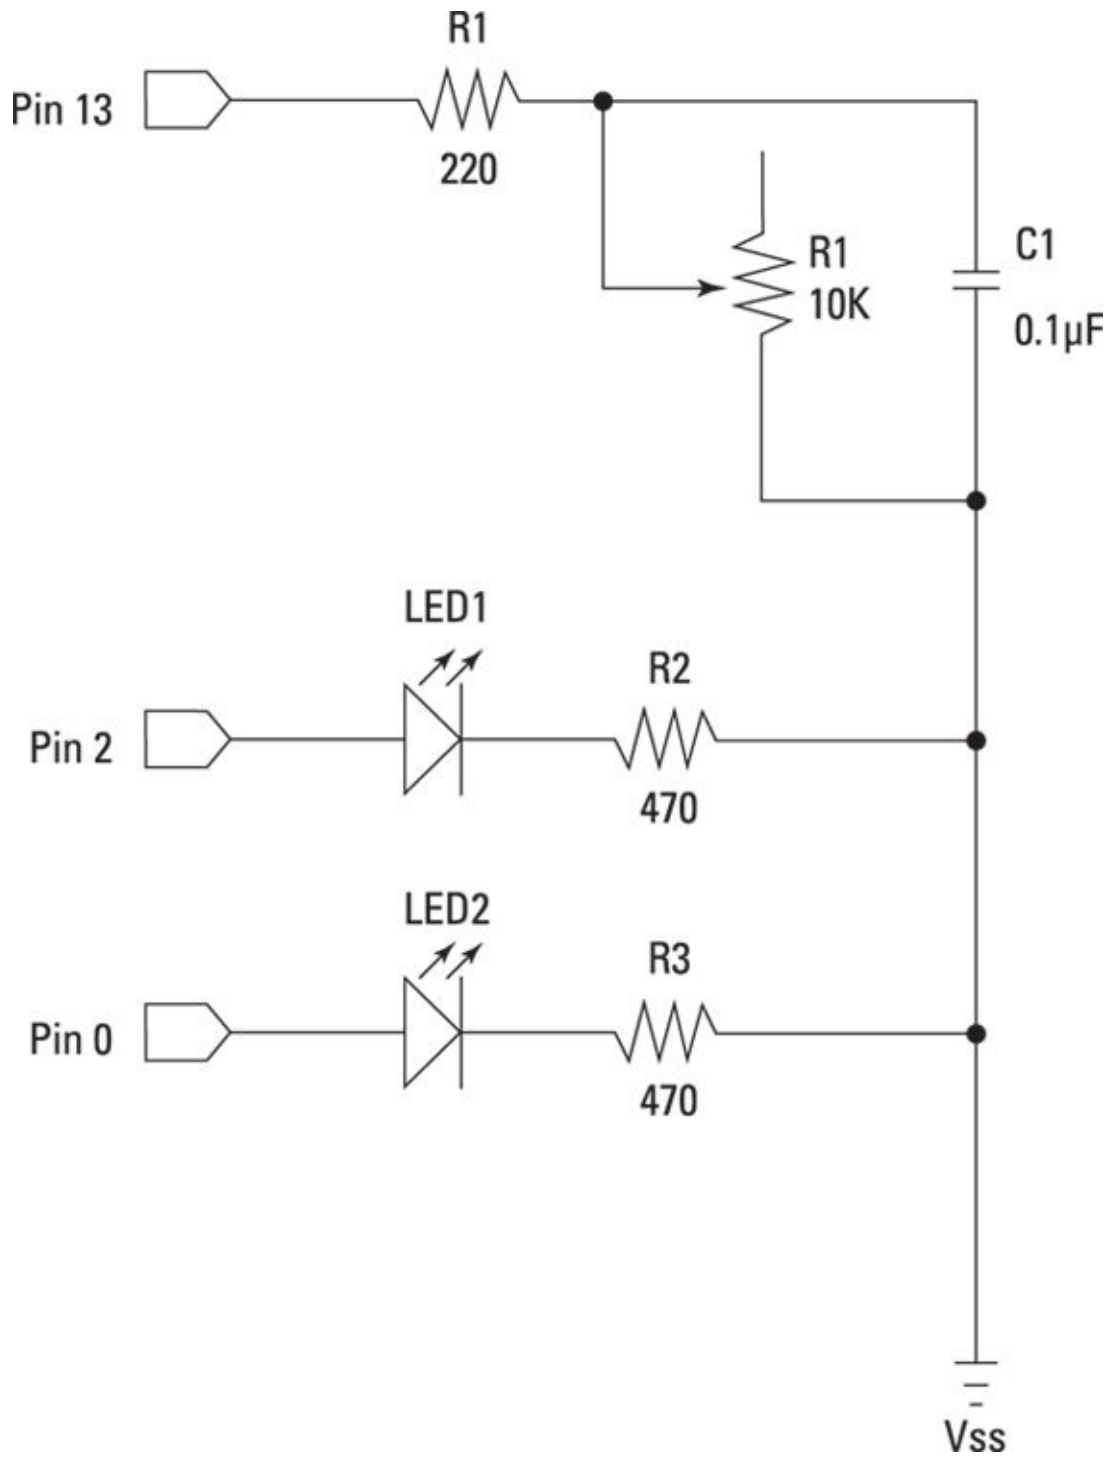 R1
Pin 13
220
R1
10K
C1
0.1µF
LED1
R2
Pin 2
470
LED2
R3
Pin 0
470
Vss